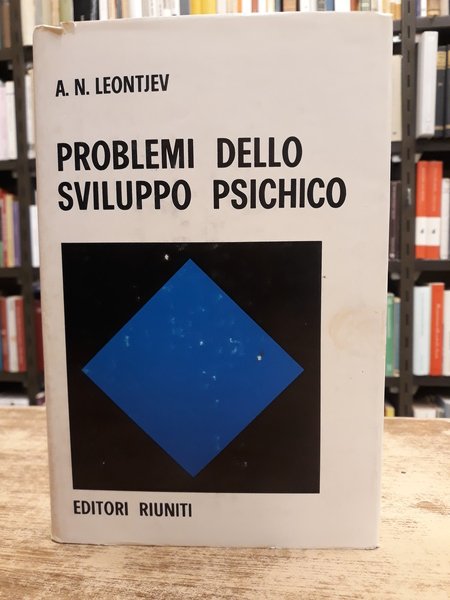 A. N. LEONTJEV
PROBLEMI DELLO
SVILUPPO PSICHICO
EDITORI RIUNITI